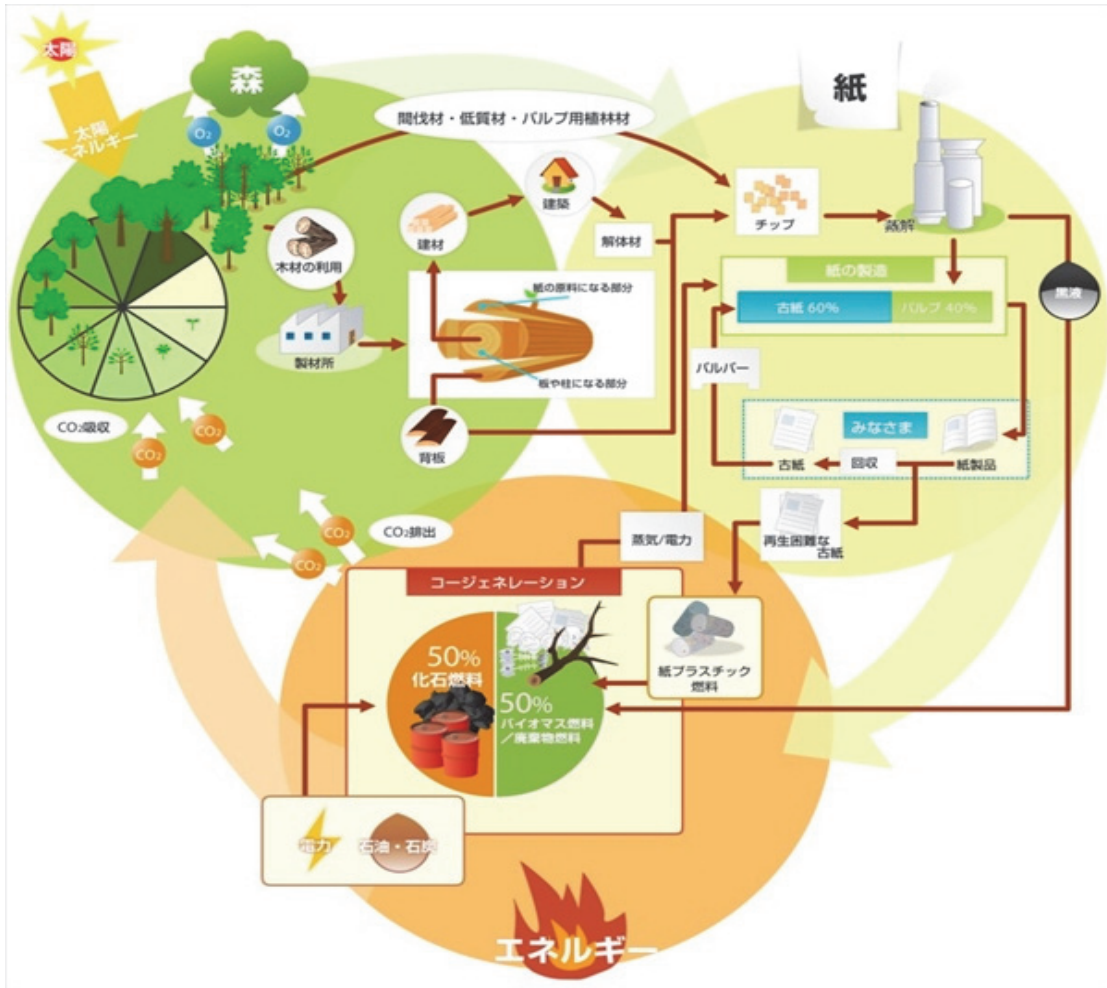 太陽
太陽
エネルギー
森
O₂
O₂
間伐材・低質材・パルプ用植林材
紙
建築
建材
チップ
蒸解
解体材
木材の利用
紙の製造
黒液
紙の原料になる部分
古紙 60%
パルプ 40%
製材所
板や柱になる部分
パルパー
CO₂吸収
CO₂
CO₂
背板
みなさま
古紙
回収
紙製品
CO₂
CO₂排出
CO₂
蒸気/電力
再生困難な
古紙
コージェネレーション
50%
化石燃料
50%
バイオマス燃料
／廃棄物燃料
紙プラスチック
燃料
電力
石油・石炭
エネルギー